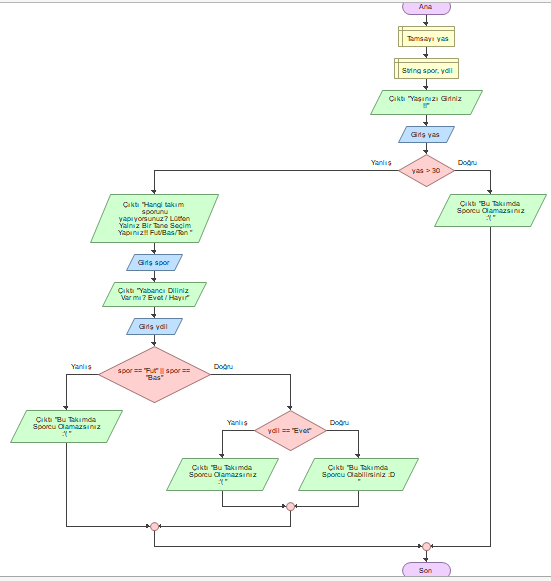 Ana
Tamsayı yas
String spor, ydil
Çıktı "Yaşınızı Giriniz
!!"
Giriş yas
Yanlış
yas > 30
Doğru
Çıktı "Hangi takım
sporunu
yapıyorsunuz? Lütfen
Yalnız Bir Tane Seçim
Yapınız!! Fut/Bas/Ten "
Çıktı "Bu Takımda
Sporcu Olamazsınız
:\( "
Giriş spor
Çıktı "Yabancı Diliniz
Var mı? Evet / Hayır"
Giriş ydil
Yanlış
spor == "Fut" || spor ==
"Bas"
Doğru
Çıktı "Bu Takımda
Sporcu Olamazsınız
:\( "
Yanlış
ydil == "Evet"
Doğru
Çıktı "Bu Takımda
Sporcu Olamazsınız
:\( "
Çıktı "Bu Takımda
Sporcu Olabilirsiniz :D
"
Son